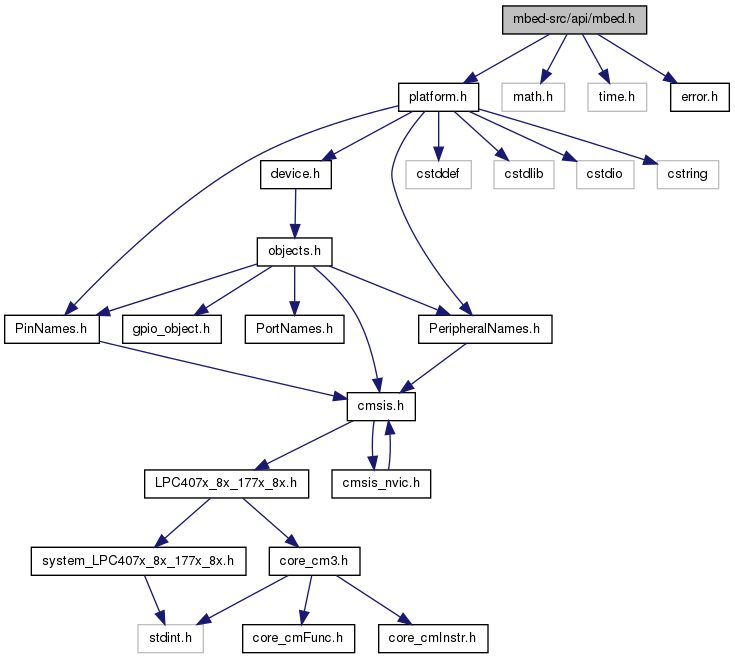 mbed-src/api/mbed.h
platform.h
math.h
time.h
error.h
device.h
cstddef
cstdlib
cstdio
cstring
objects.h
PinNames.h
gpio_object.h
PortNames.h
PeripheralNames.h
cmsis.h
LPC407x_8x_177x_8x.h
cmsis_nvic.h
system_LPC407x_8x_177x_8x.h
core_cm3.h
stdint.h
core_cmFunc.h
core_cmInstr.h